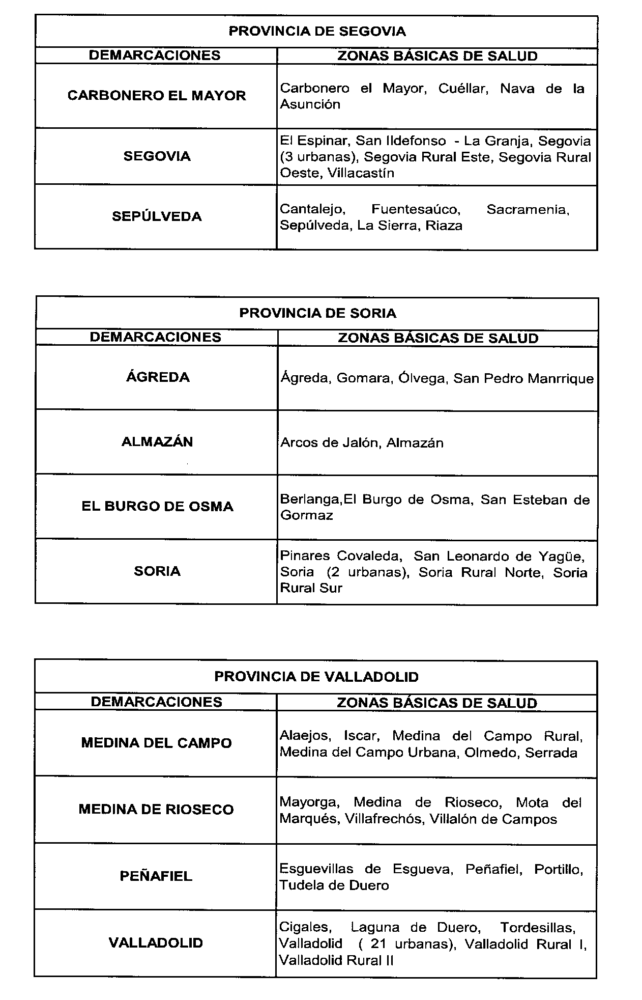 PROVINCIA DE SEGOVIA
DEMARCACIONES ZONAS BÁSICAS DE SALUD
CARBONERO EL MAYOR
Carbonero el Mayor, Cuéllar, Nava de la
Asunción
SEGOVIA
El Espinar, San Ildefonso - La Granja, Segovia
(3 urbanas), Segovia Rural Este, Segovia Rural
Oeste, Villacastín
SEPÚLVEDA
Cantalejo, Fuentesaúco, Sacramenia,
Sepúlveda, La Sierra, Riaza
PROVINCIA DE SORIA
DEMARCACIONES ZONAS BÁSICAS DE SALUD
ÁGREDA
Ágreda, Gomara, Ólvega, San Pedro Manrrique
ALMAZÁN
Arcos de Jalón, Almazán
EL BURGO DE OSMA
Berlanga,El Burgo de Osma, San Esteban de
Gormaz
SORIA
Pinares Covaleda, San Leonardo de Yagüe,
Soria (2 urbanas), Soria Rural Norte, Soria
Rural Sur
PROVINCIA DE VALLADOLID
DEMARCACIONES ZONAS BÁSICAS DE SALUD
MEDINA DEL CAMPO
Alaejos, Iscar, Medina del Campo Rural,
Medina del Campo Urbana, Olmedo, Serrada
MEDINA DE RIOSECO
Mayorga, Medina de Rioseco, Mota del
Marqués, Villafrechós, Villalón de Campos
PEÑAFIEL
Esguevillas de Esgueva, Peñafiel, Portillo,
Tudela de Duero
VALLADOLID
Cigales, Laguna de Duero, Tordesillas,
Valladolid ( 21 urbanas), Valladolid Rural I,
Valladolid Rural II